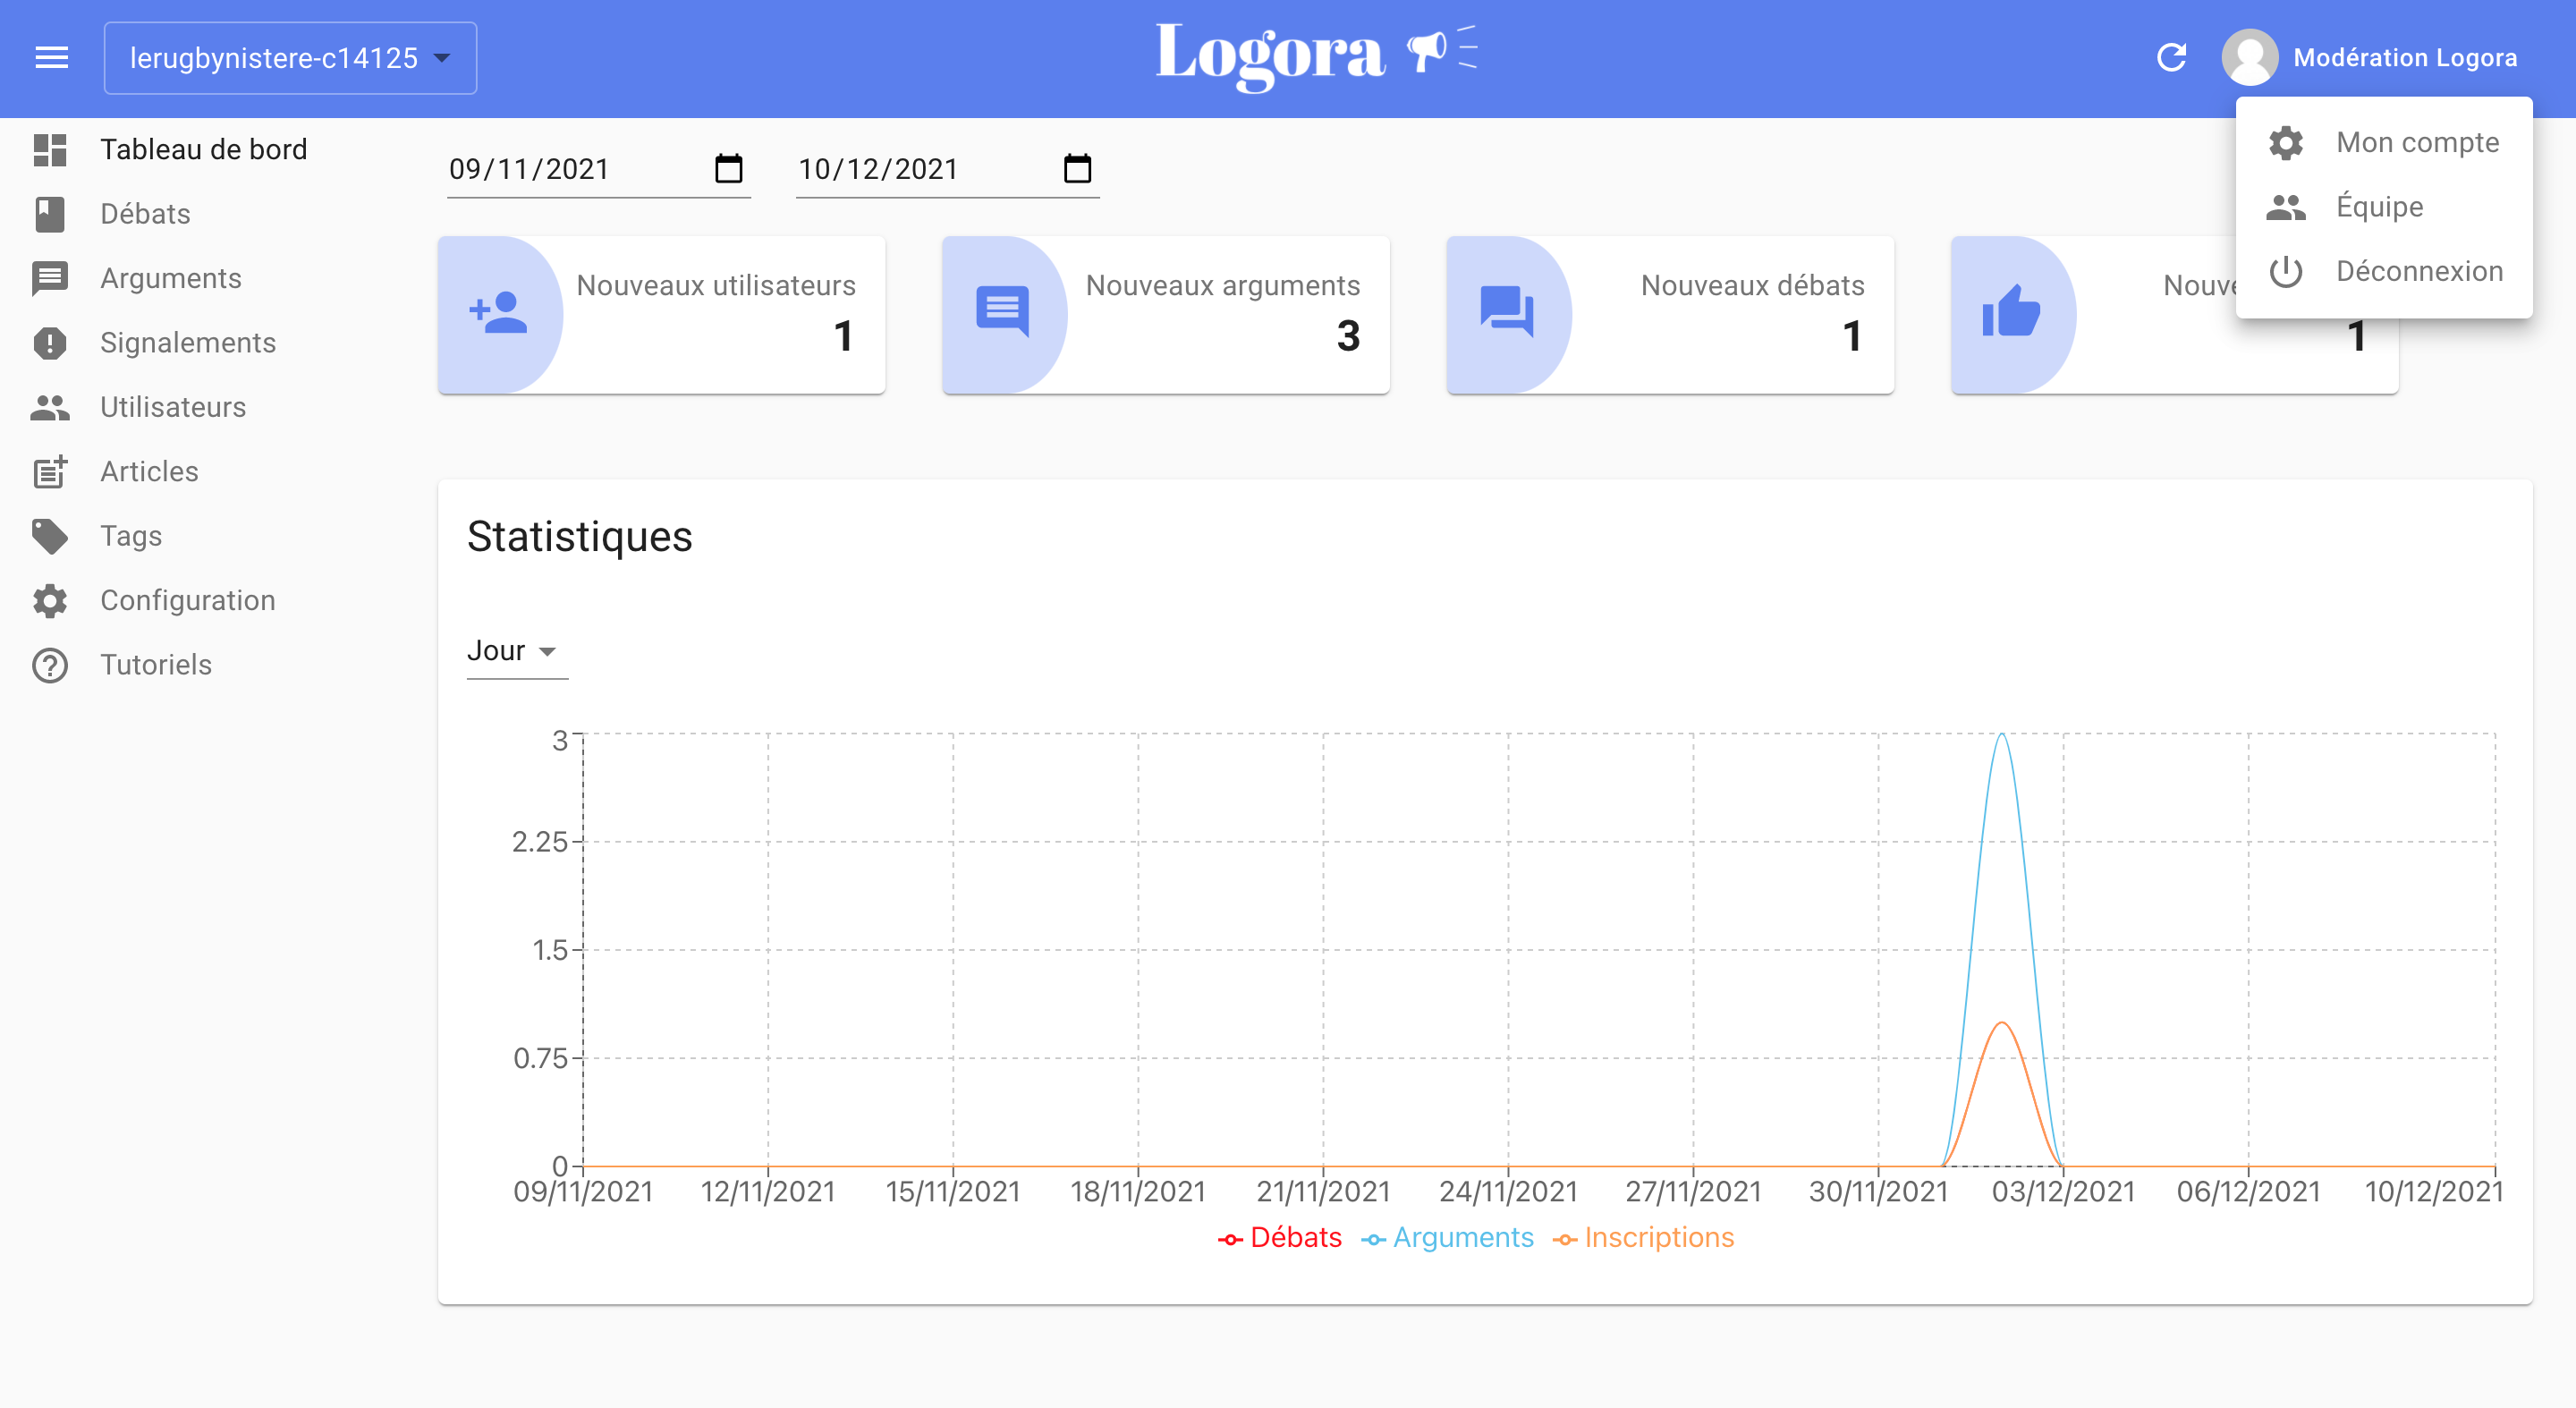 lerugbynistere-c14125
Logora
Modération Logora
Mon compte
Équipe
Déconnexion
Tableau de bord
Débats
Arguments
Signalements
Utilisateurs
Articles
Tags
Configuration
Tutoriels
09/11/2021
10/12/2021
Nouveaux utilisateurs
1
Nouveaux arguments
3
Nouveaux débats
1
1
Statistiques
Jour
3
2.25
1.5
0.75
0
09/11/2021 12/11/2021 15/11/2021 18/11/2021 21/11/2021 24/11/2021 27/11/2021 30/11/2021 03/12/2021 06/12/2021 10/12/2021
Débats Arguments Inscriptions